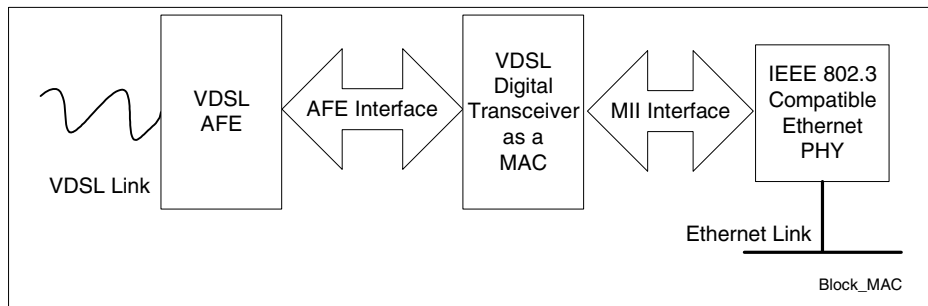 VDSL Link
VDSL
AFE
AFE Interface
VDSL
Digital
Transceiver
as a
MAC
MII Interface
IEEE 802.3
Compatible
Ethernet
PHY
Ethernet Link
Block_MAC